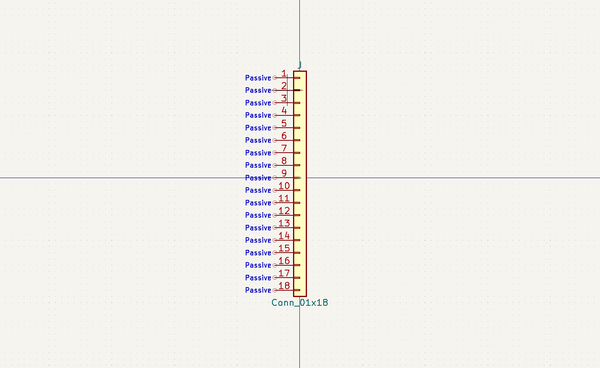 J
Passive 1
Passive 2
Passive 3
Passive 4
Passive 5
Passive 6
Passive 7
Passive 8
Passive 9
Passive 10
Passive 11
Passive 12
Passive 13
Passive 14
Passive 15
Passive 16
Passive 17
Passive 18
Conn_01x18